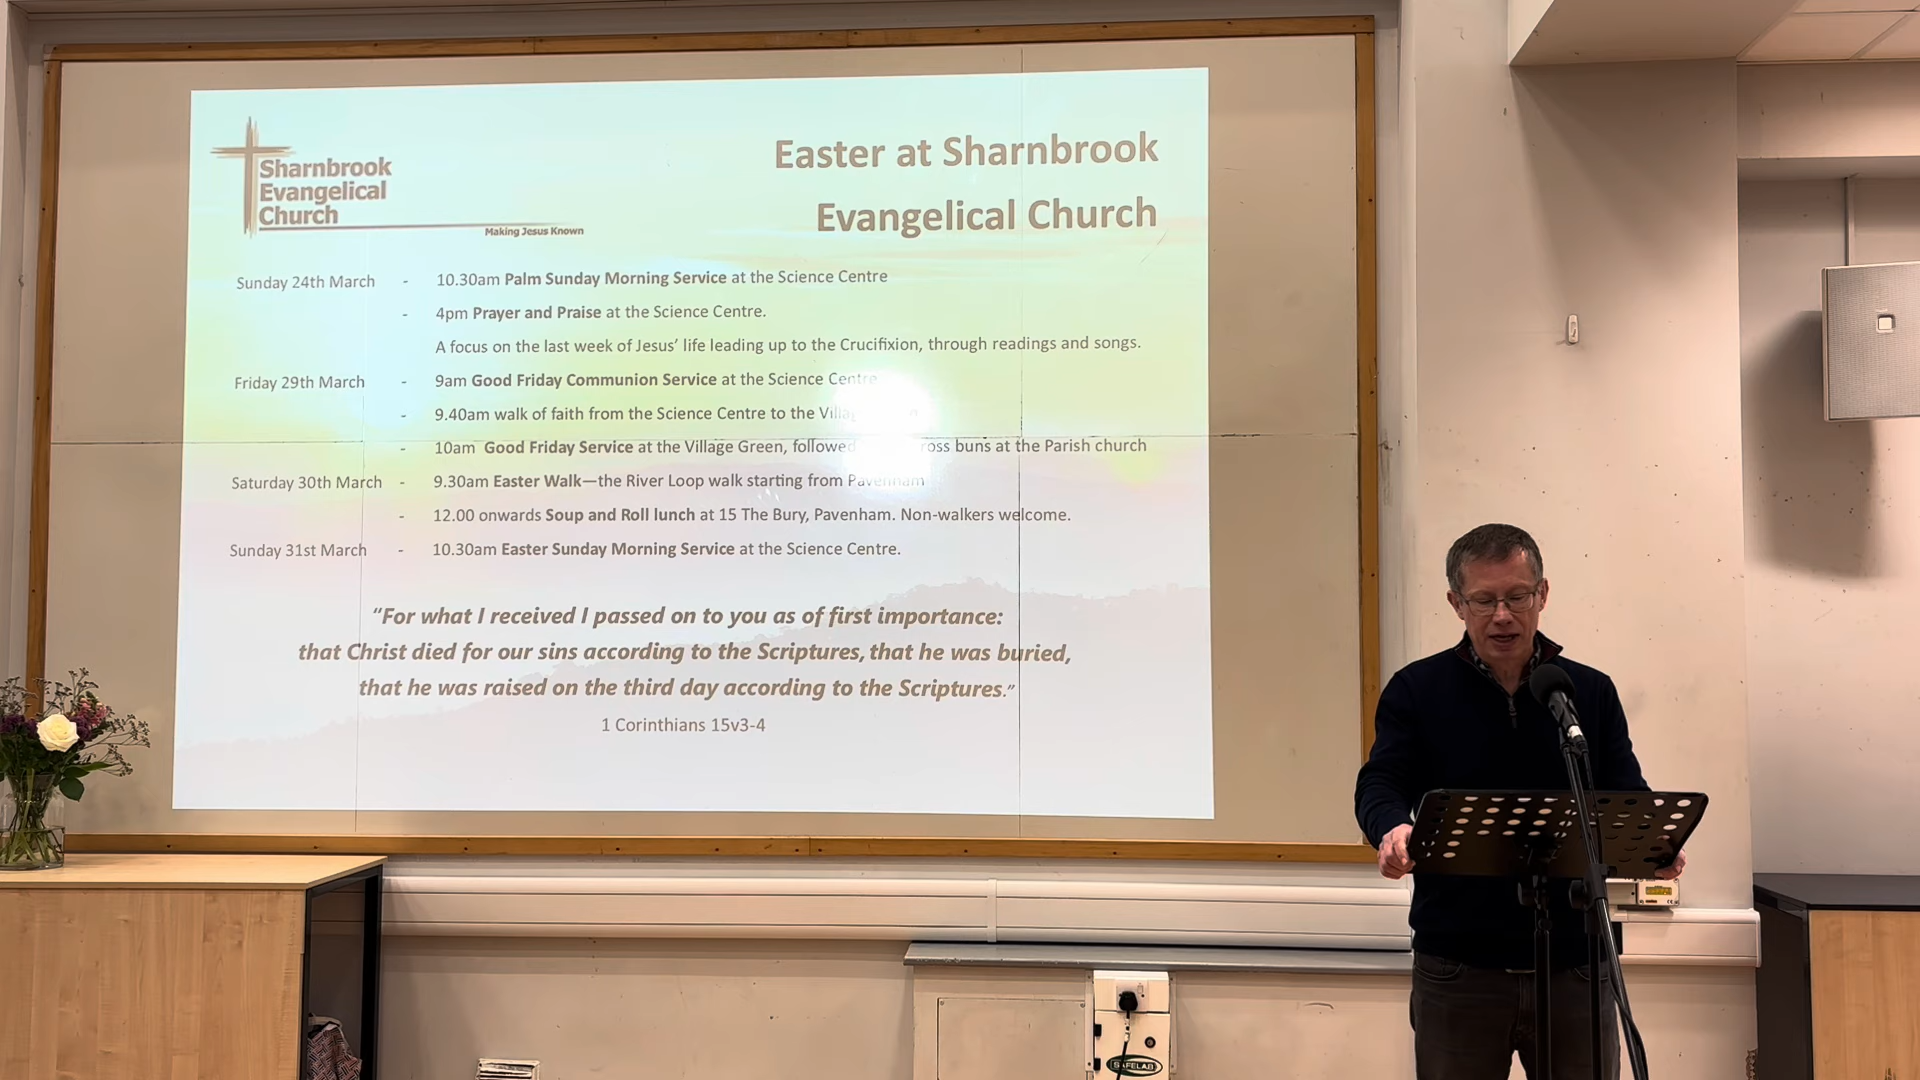 Sharnbrook
Evangelical
Church
Making Jesus Known
Easter at Sharnbrook
Evangelical Church
Sunday 24th March - 10.30am Palm Sunday Morning Service at the Science Centre
- 4pm Prayer and Praise at the Science Centre.
A focus on the last week of Jesus' life leading up to the Crucifixion, through readings and songs.
Friday 29th March - 9am Good Friday Communion Service at the Science Centre
- 9.40am walk of faith from the Science Centre to the Village
- 10am Good Friday Service at the Village Green, followed buns at the Parish church
Saturday 30th March - 9.30am Easter Walk—the River Loop walk starting from Pavenham
- 12.00 onwards Soup and Roll lunch at 15 The Bury, Pavenham. Non-walkers welcome.
Sunday 31st March - 10.30am Easter Sunday Morning Service at the Science Centre.
“For what I received I passed on to you as of first importance:
that Christ died for our sins according to the Scriptures, that he was buried,
that he was raised on the third day according to the Scriptures.”
1 Corinthians 15v3-4
SAFELAB